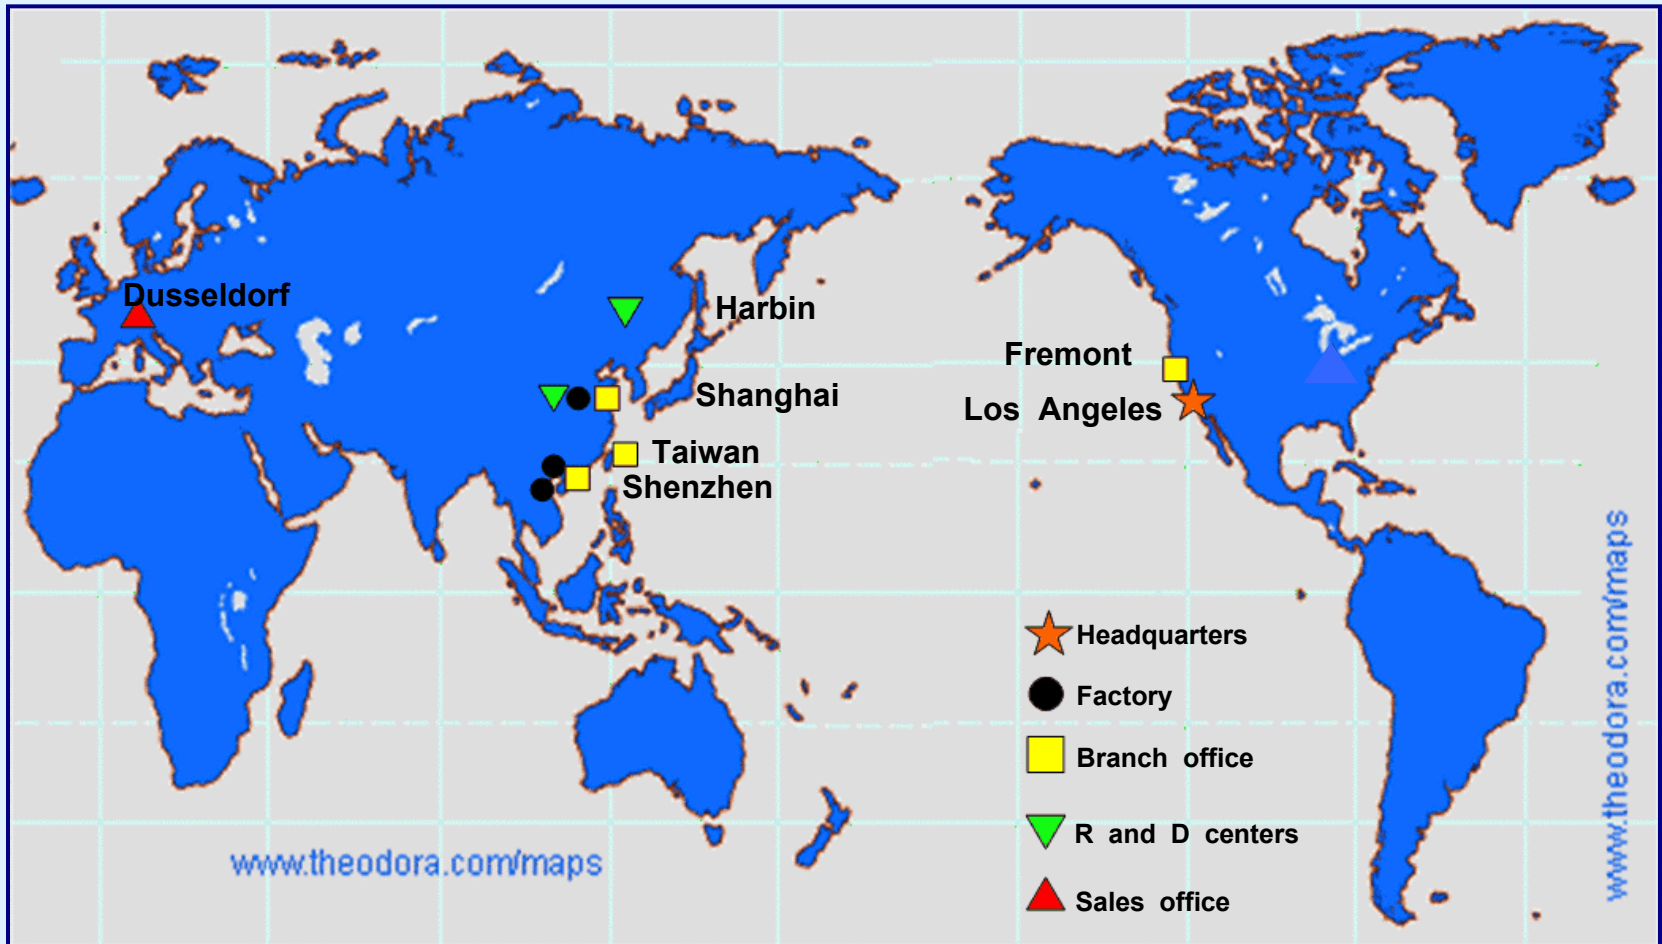 Dusseldorf
Harbin
Fremont
Shanghai
Los Angeles
Taiwan
Shenzhen
Headquarters
Factory
Branch office
R and D centers
Sales office
www.theodora.com/maps
www.theodora.com/maps